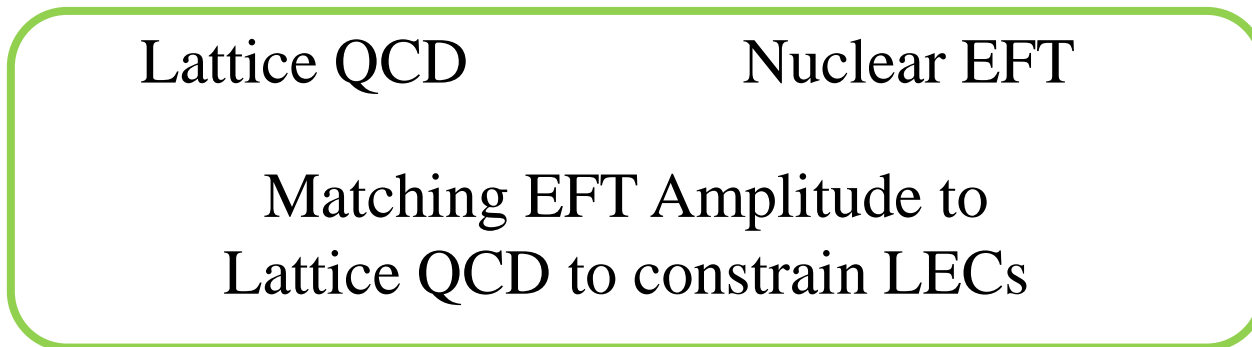 Lattice QCD Nuclear EFT
Matching EFT Amplitude to
Lattice QCD to constrain LECs